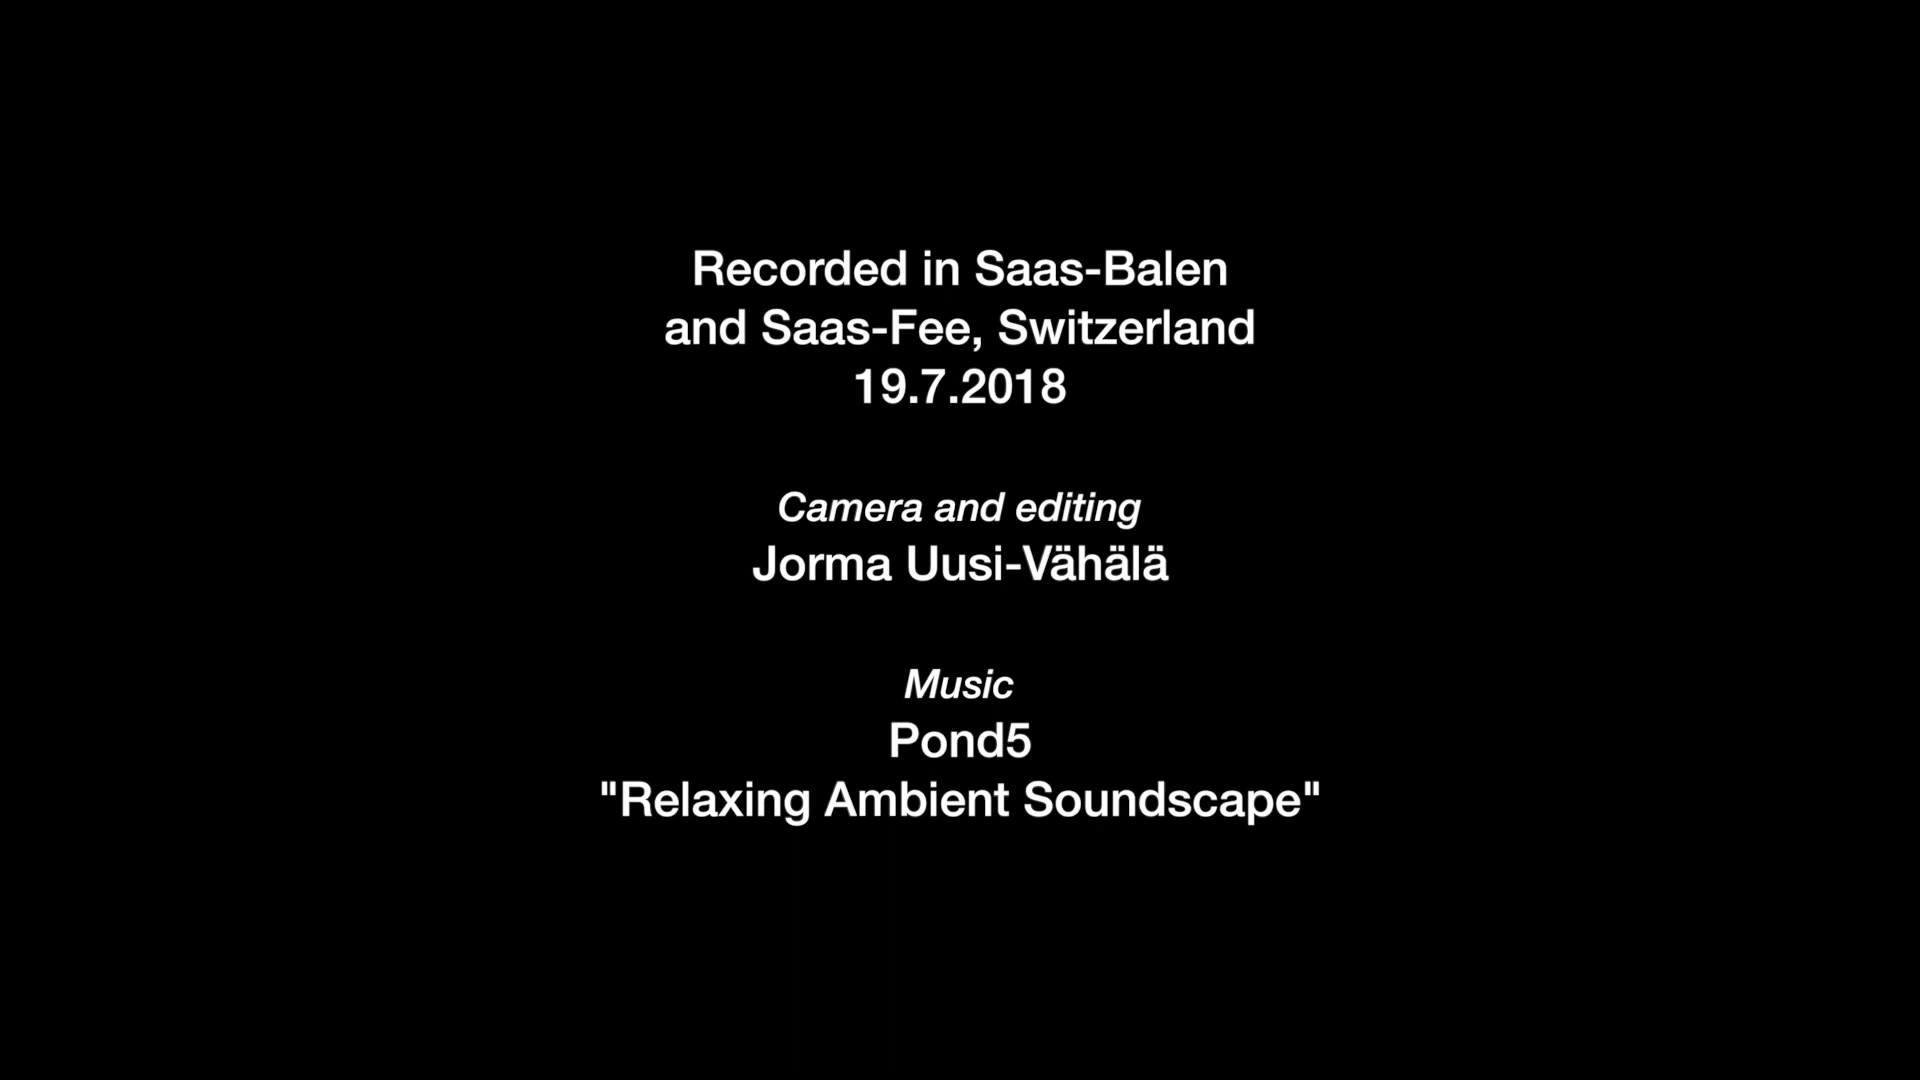 Recorded in Saas-Balen
and Saas-Fee, Switzerland
19.7.2018
Camera and editing
Jorma Uusi-Vähälä
Music
Pond5
"Relaxing Ambient Soundscape"